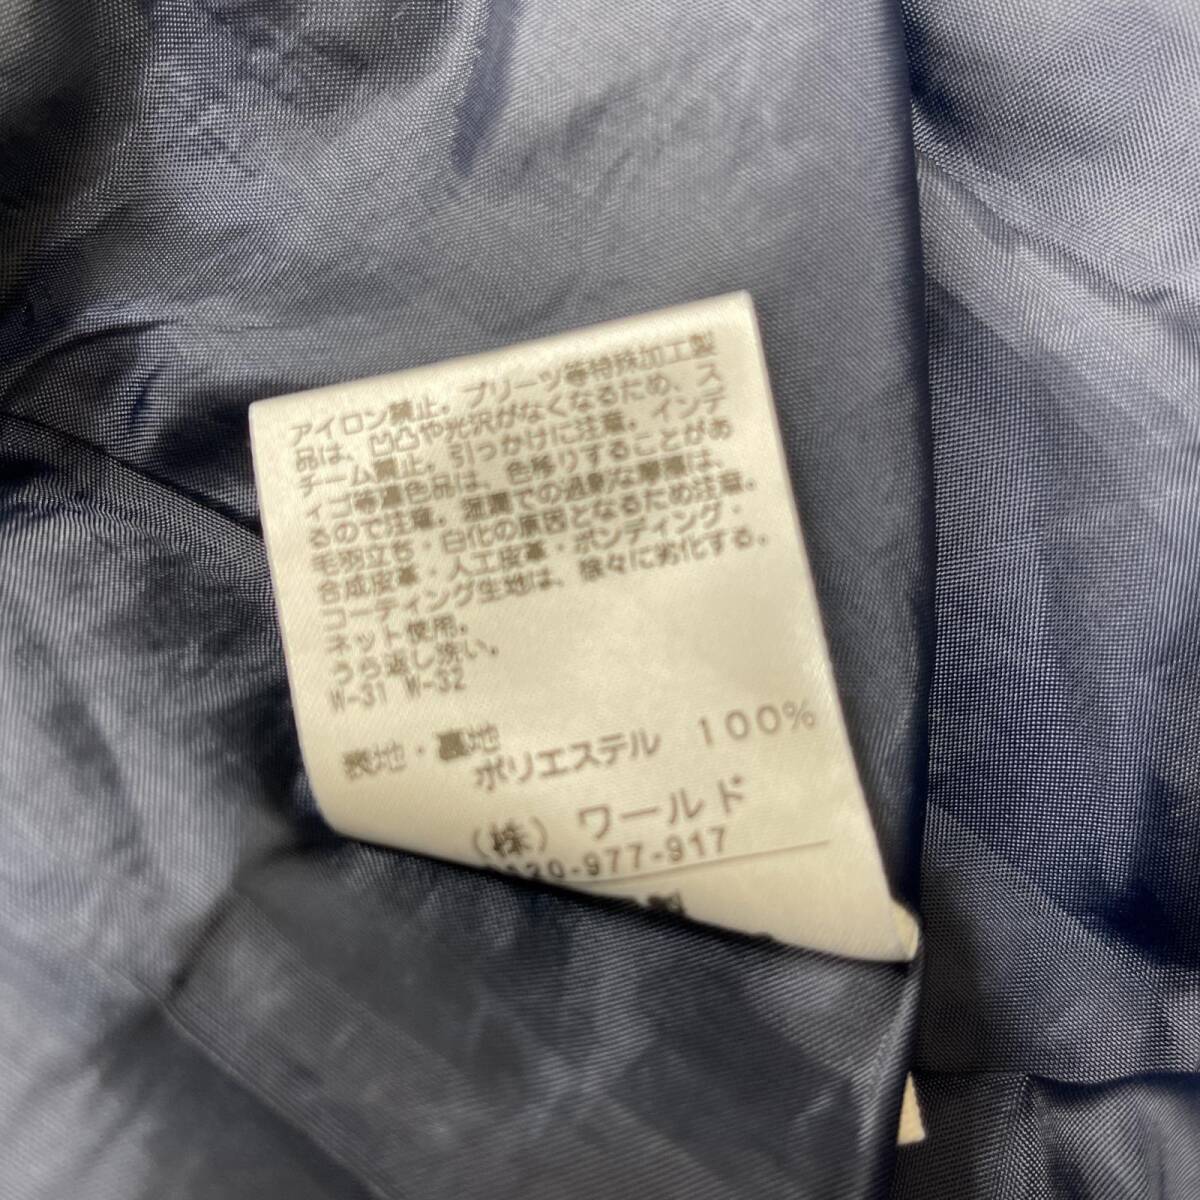 アイロン禁止。プリーツ等特殊加工製
品は、凹凸や光沢がなくなるため、ス
チーム禁止。引っかけに注意。インデ
ィゴ等濃色品は、色移りすることがあ
るので注意。湿潤での過剰な摩擦は、
毛羽立ち・白化の原因となるため注意。
合成皮革・人工皮革・ボンディング・
コーティング生地は、徐々に劣化する。
ネット使用。
うら返し洗い。
W-31 W-32
表地・裏地
ポリエステル 100%
(株) ワールド
120-977-917
製